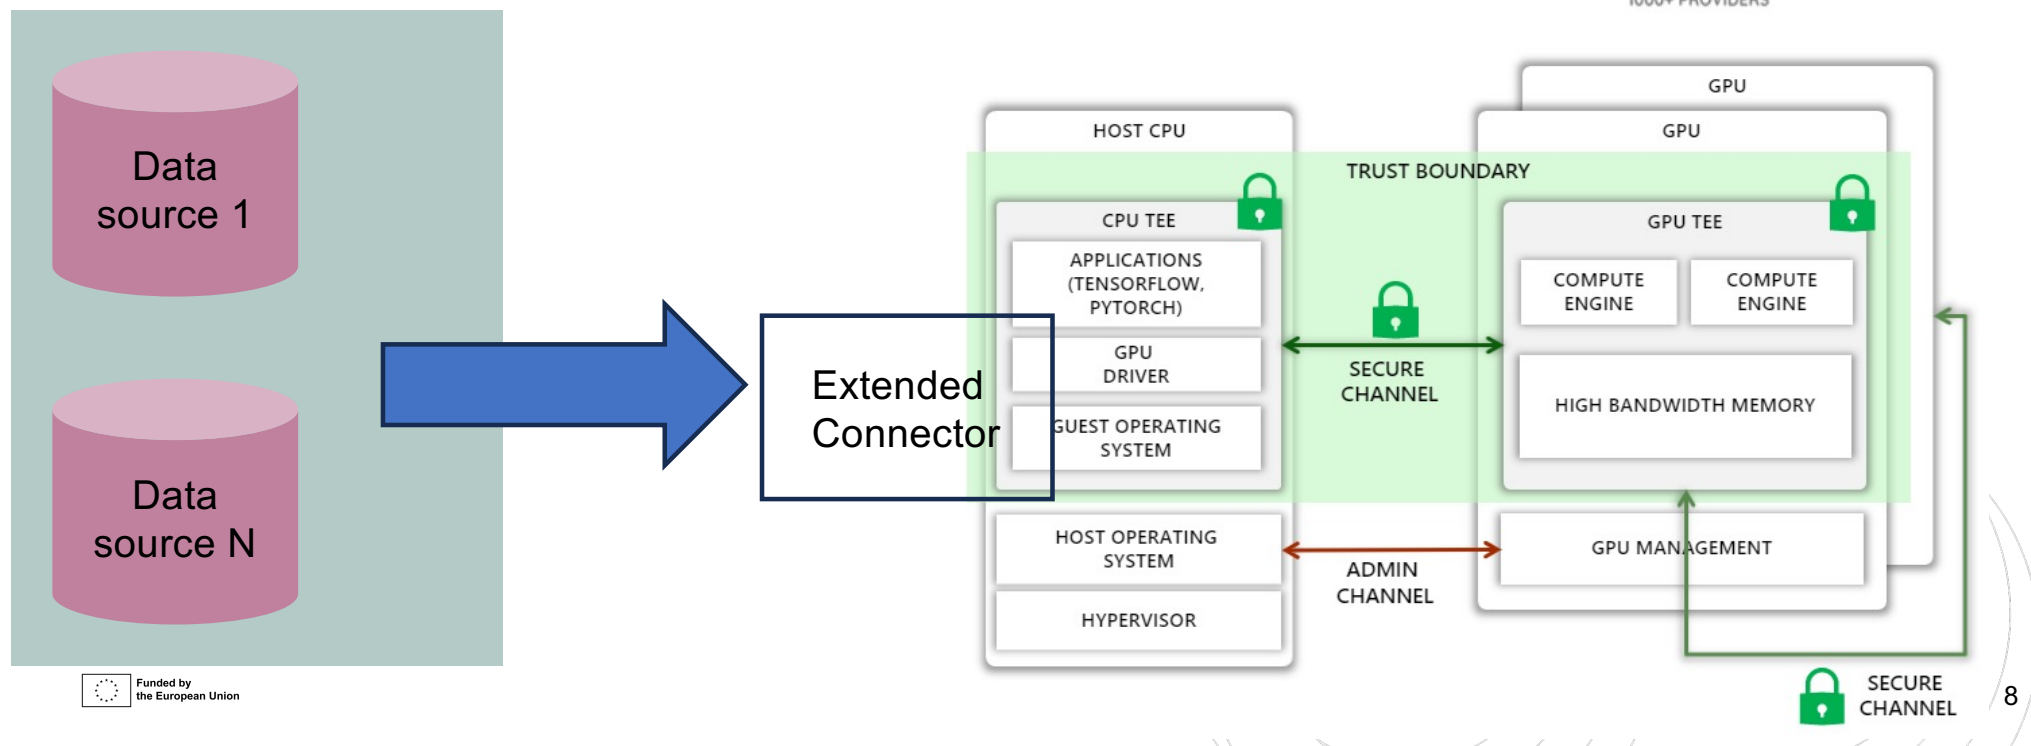 1000+ PROVIDERS
Data
source 1
Data
source N
Extended
Connector
HOST CPU
CPU TEE
APPLICATIONS
(TENSORFLOW,
PYTORCH)
GPU
DRIVER
GUEST OPERATING
SYSTEM
HOST OPERATING
SYSTEM
HYPERVISOR
TRUST BOUNDARY
SECURE
CHANNEL
ADMIN
CHANNEL
GPU
GPU
GPU TEE
COMPUTE
ENGINE
COMPUTE
ENGINE
HIGH BANDWIDTH MEMORY
GPU MANAGEMENT
SECURE
CHANNEL
Funded by
the European Union
8